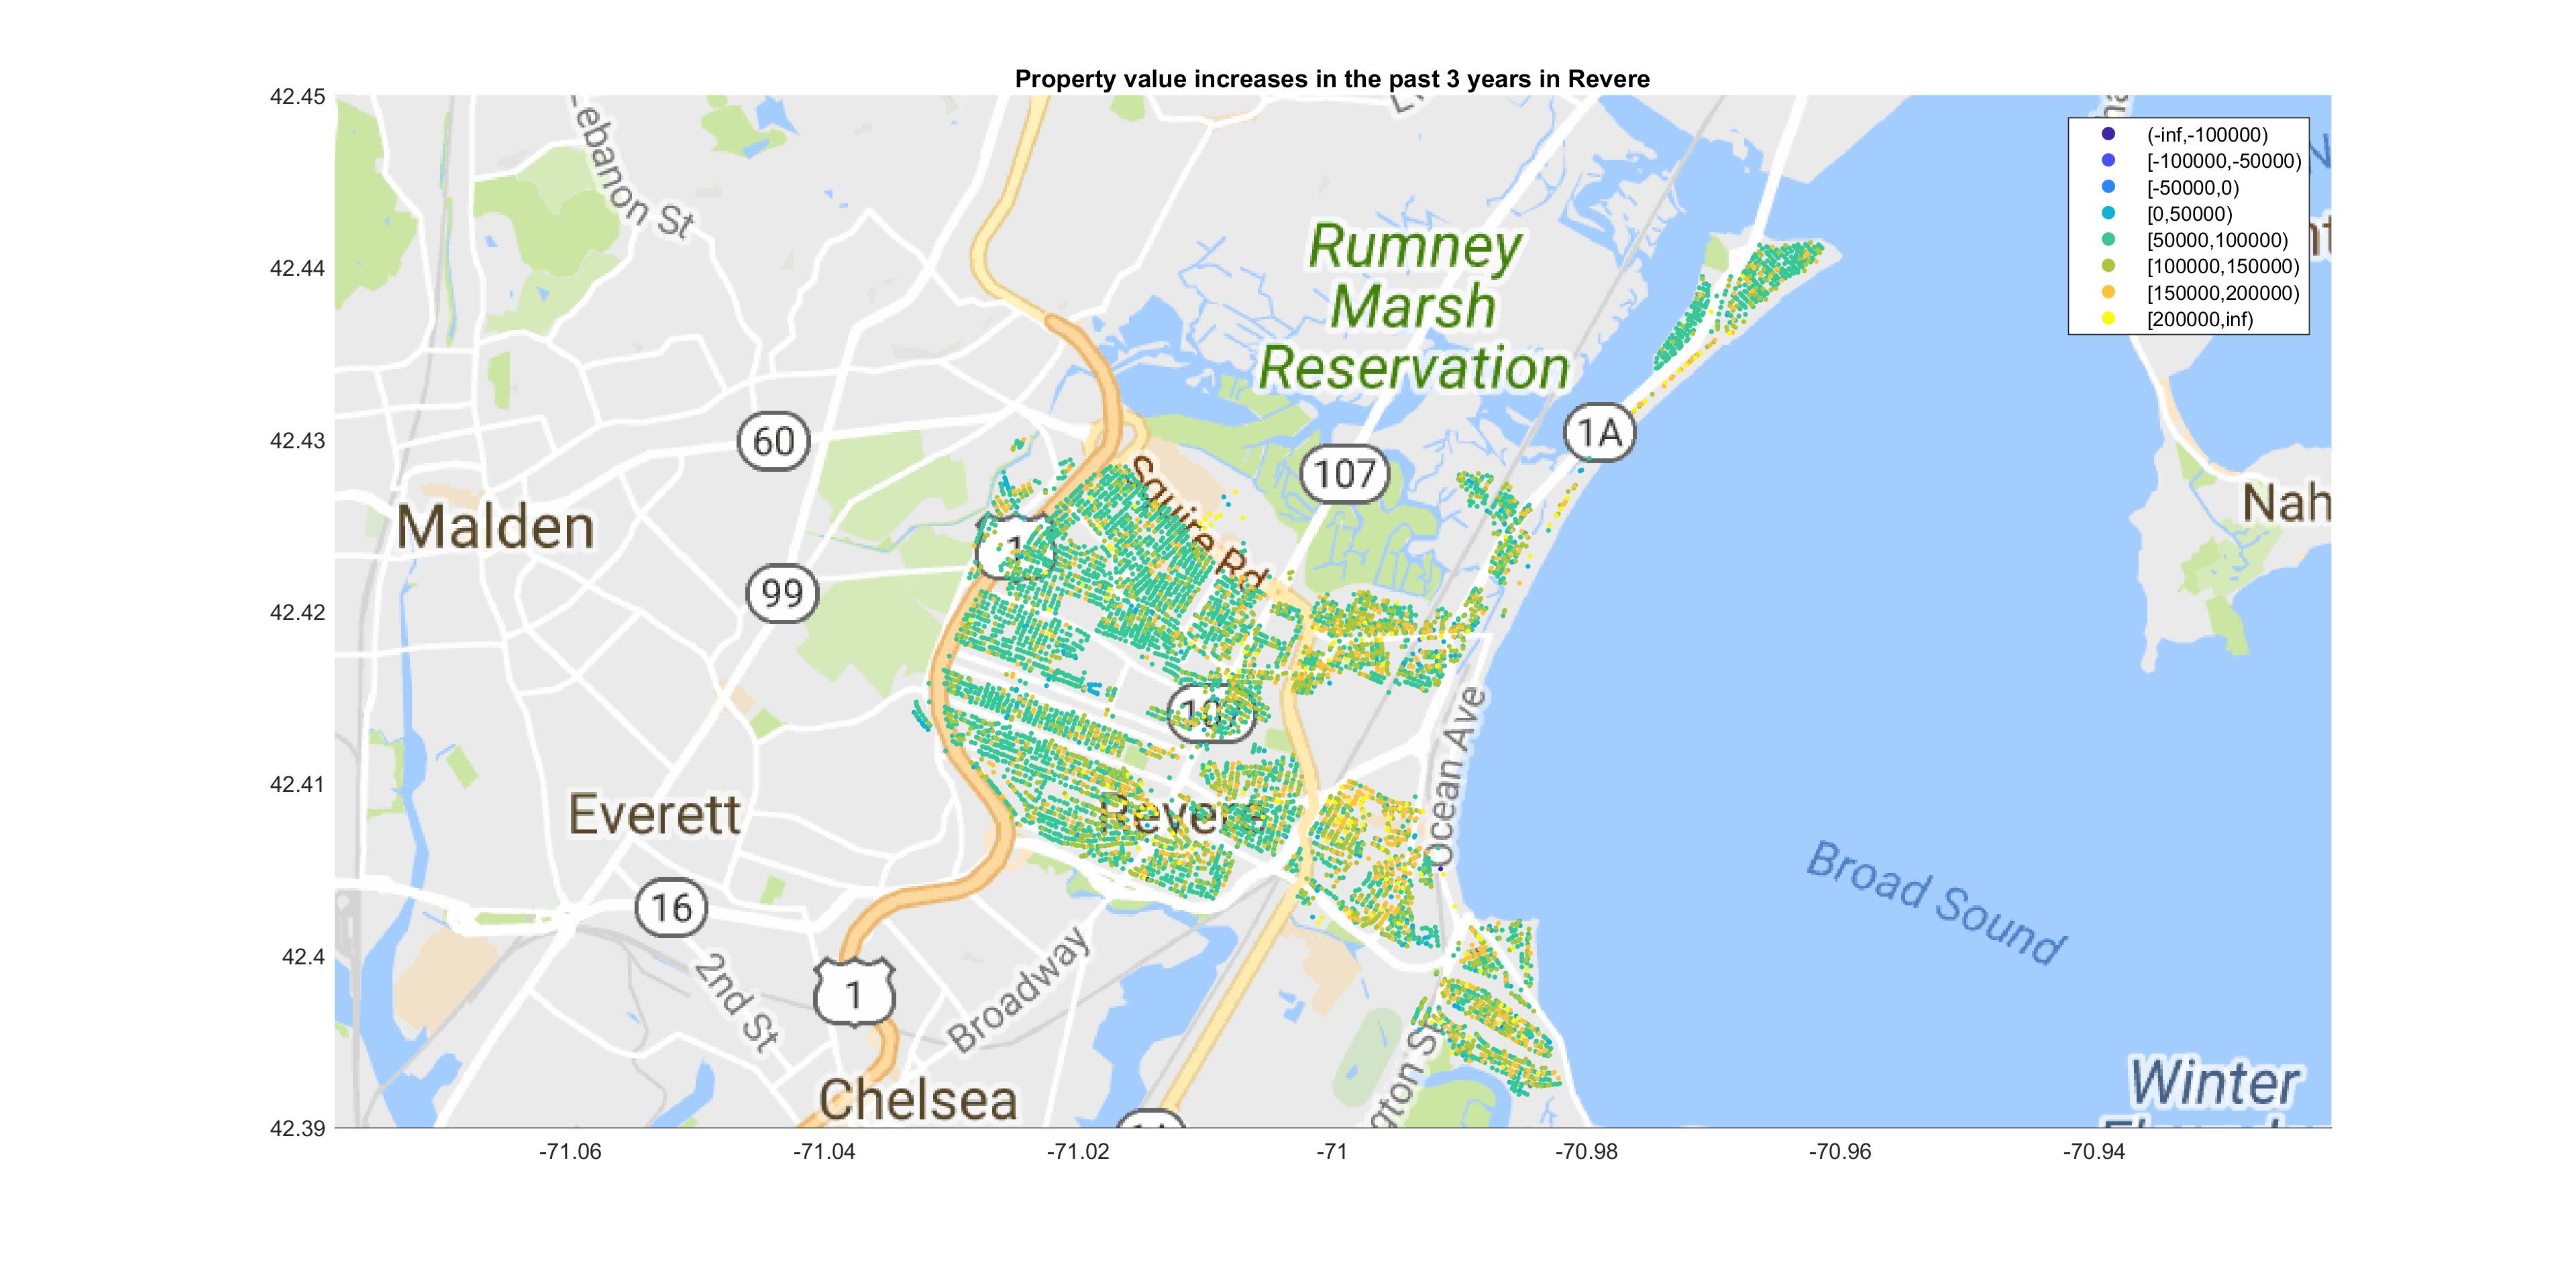 Property value increases in the past 3 years in Revere
42.45
42.44
42.43
42.42
42.41
42.4
42.39
-71.06
-71.04
-71.02
-71
-70.98
-70.96
-70.94
(-inf,-100000)
[-100000,-50000)
[-50000,0)
[0,50000)
[50000,100000)
[100000,150000)
[150000,200000)
[200000,inf)
ebanon St
Rumney
Marsh
Reservation
60
107
1A
Malden
Squire Rd
1
99
Nah
107
Ocean Ave
Everett
Revere
16
Broad Sound
2nd St
1
Broadway
gton St
Chelsea
Winter